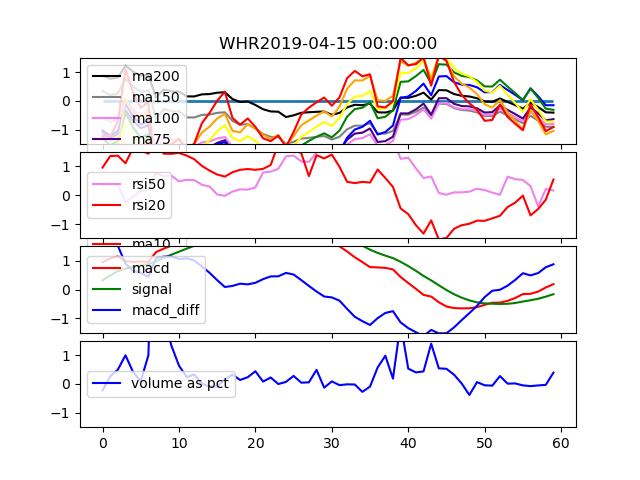 WHR2019-04-15 00:00:00
1
0
−1
ma200
ma150
ma100
ma75
1
0
−1
rsi50
rsi20
ma10
1
0
−1
macd
signal
macd_diff
1
0
−1
volume as pct
0 10 20 30 40 50 60